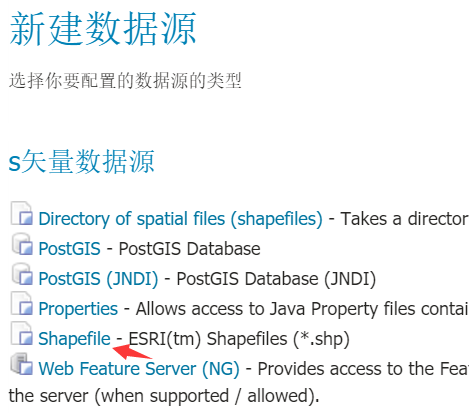 新建数据源
选择你要配置的数据源的类型
s矢量数据源
Directory of spatial files (shapefiles) - Takes a director
PostGIS - PostGIS Database
PostGIS (JNDI) - PostGIS Database (JNDI)
Properties - Allows access to Java Property files contai
Shapefile - ESRI(tm) Shapefiles (*.shp)
Web Feature Server (NG) - Provides access to the Fea
the server (when supported / allowed).